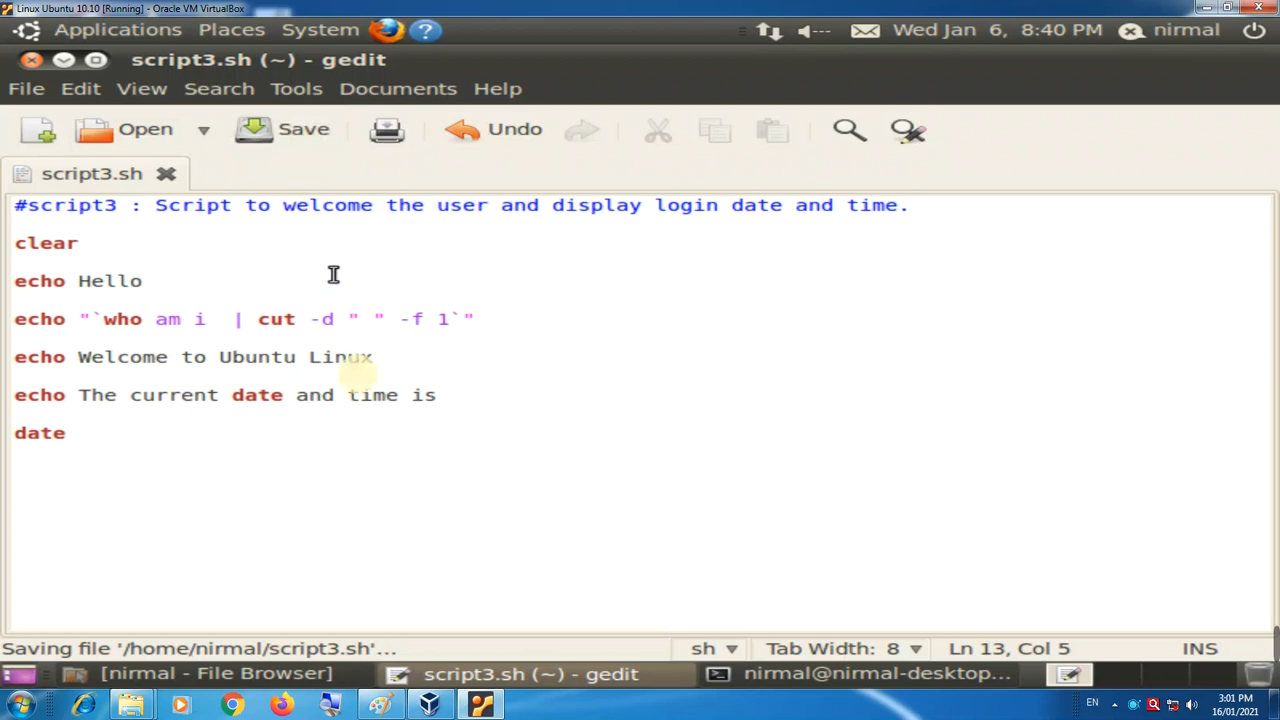 Linux Ubuntu 10.10 [Running] - Oracle VM VirtualBox
Applications Places System ? Wed Jan 6, 8:40 PM nirmal
script3.sh (~) - gedit
File Edit View Search Tools Documents Help
Open Save Undo
script3.sh
#script3 : Script to welcome the user and display login date and time.
clear
echo Hello
echo "`who am i  | cut -d " " -f 1`"
echo Welcome to Ubuntu Linux
echo The current date and time is
date
Saving file '/home/nirmal/script3.sh'... sh Tab Width: 8 Ln 13, Col 5 INS
[nirmal - File Browser] script3.sh (~) - gedit nirmal@nirmal-desktop...
EN 3:01 PM
16/01/2021